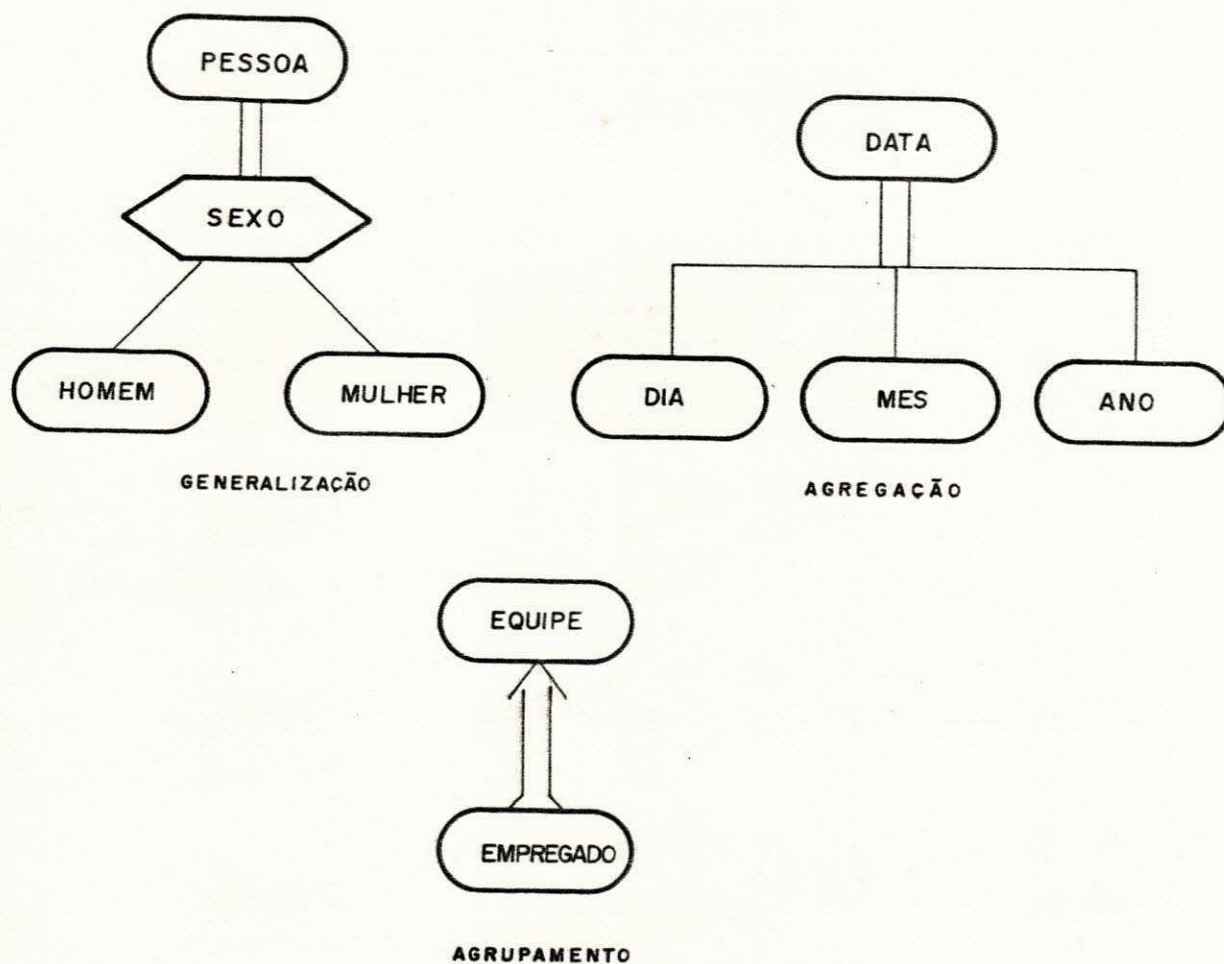 PESSOA
SEXO
HOMEM
MULHER
GENERALIZAÇÃO
DATA
DIA
MES
ANO
AGREGAÇÃO
EQUIPE
EMPREGADO
AGRUPAMENTO